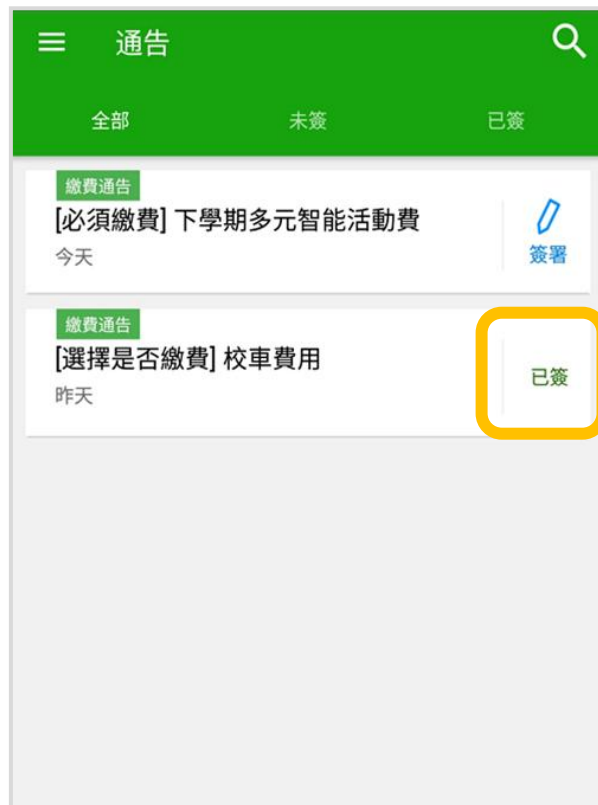 通告
全部 未簽 已簽
繳費通告
[必須繳費] 下學期多元智能活動費
今天
簽署
繳費通告
[選擇是否繳費] 校車費用
昨天
已簽